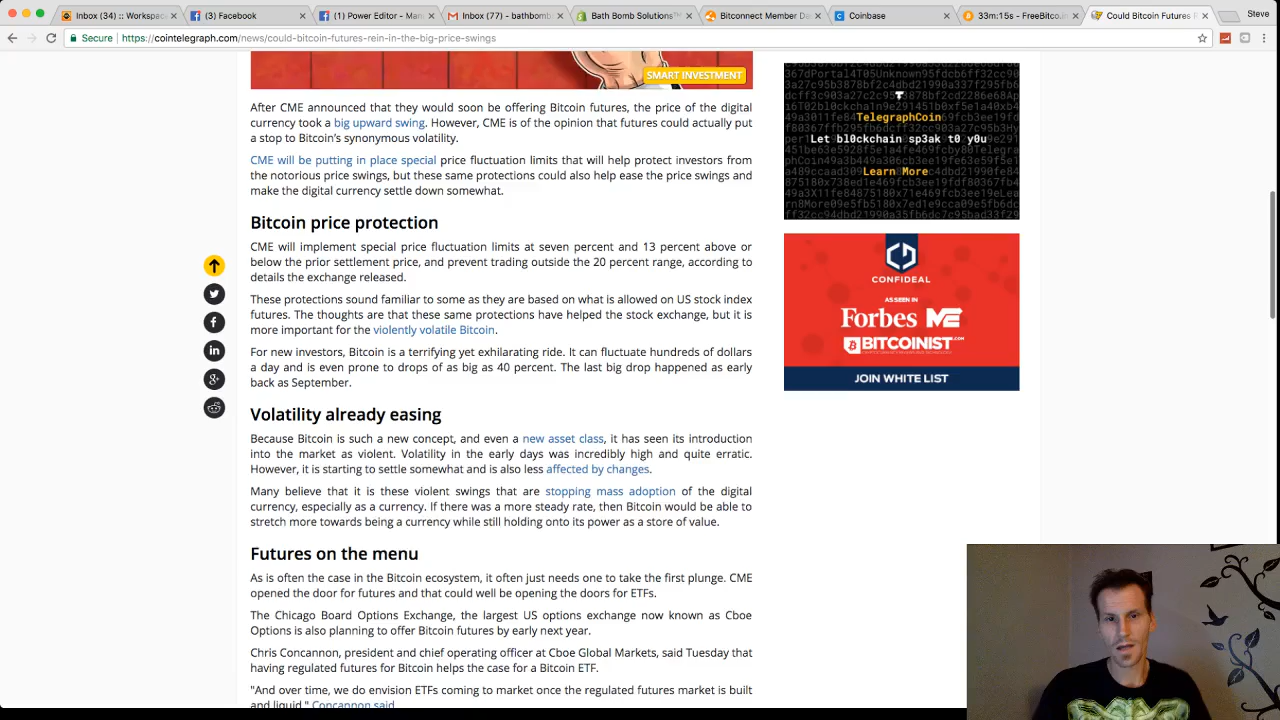 Inbox (34) - Workspac
(4) Facebook
(4) Power Editor - Man
Inbox (77) - bathbomb
Bath Bomb Solutions™
Bitconnect Member Da
Coinbase
33m:15s - FreeBitco.in
Could Bitcoin Futures R
Steve
Secure
https://cointelegraph.com/news/could-bitcoin-futures-rein-in-the-big-price-swings
SMART INVESTMENT
After CME announced that they would soon be offering Bitcoin futures, the price of the digital
currency took a big upward swing. However, CME is of the opinion that futures could actually put
a stop to Bitcoin's synonymous volatility.
CME will be putting in place special price fluctuation limits that will help protect investors from
the notorious price swings, but these same protections could also help ease the price swings and
make the digital currency settle down somewhat.
Bitcoin price protection
CME will implement special price fluctuation limits at seven percent and 13 percent above or
below the prior settlement price, and prevent trading outside the 20 percent range, according to
details the exchange released.
These protections sound familiar to some as they are based on what is allowed on US stock index
futures. The thoughts are that these same protections have helped the stock exchange, but it is
more important for the violently volatile Bitcoin.
For new investors, Bitcoin is a terrifying yet exhilarating ride. It can fluctuate hundreds of dollars
a day and is even prone to drops of as big as 40 percent. The last big drop happened as early
back as September.
Volatility already easing
Because Bitcoin is such a new concept, and even a new asset class, it has seen its introduction
into the market as violent. Volatility in the early days was incredibly high and quite erratic.
However, it is starting to settle somewhat and is also less affected by changes.
Many believe that it is these violent swings that are stopping mass adoption of the digital
currency, especially as a currency. If there was a more steady rate, then Bitcoin would be able to
stretch more towards being a currency while still holding onto its power as a store of value.
Futures on the menu
As is often the case in the Bitcoin ecosystem, it often just needs one to take the first plunge. CME
opened the door for futures and that could well be opening the doors for ETFs.
The Chicago Board Options Exchange, the largest US options exchange now known as Cboe
Options is also planning to offer Bitcoin futures by early next year.
Chris Concannon, president and chief operating officer at Cboe Global Markets, said Tuesday that
having regulated futures for Bitcoin helps the case for a Bitcoin ETF.
"And over time, we do envision ETFs coming to market once the regulated futures market is built
and liquid," Concannon said.
TelegraphCoin
Let bl0ckchain sp3ak t0 y0u
Learn More
CONFIDEAL
AS SEEN IN
Forbes ME
BITCOINIST.COM
JOIN WHITE LIST